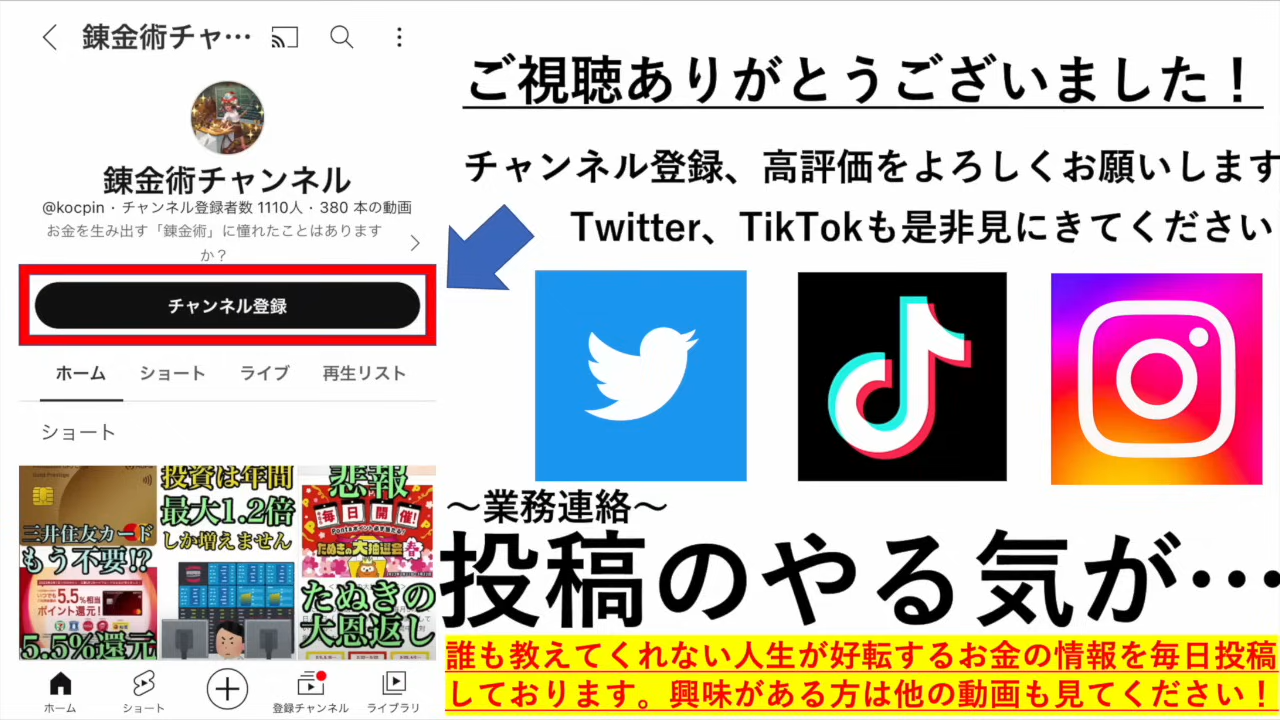 錬金術チャ…
錬金術チャンネル
@kocpin・チャンネル登録者数 1110人・380 本の動画
お金を生み出す「錬金術」に憧れたことはあります
か？
チャンネル登録
ホーム ショート ライブ 再生リスト
ショート
三井住友カード
もう不要!?
5.5%相当
ポイント還元!
5.5%還元
投資は年間
最大1.2倍
しか増えません
悲報
毎日開催!
たぬきの大抽選会
たぬきの
大恩返し
ホーム ショート 登録チャンネル ライブラリ
ご視聴ありがとうございました！
チャンネル登録、高評価をよろしくお願いします
Twitter、TikTokも是非見にきてください
～業務連絡～
投稿のやる気が…
誰も教えてくれない人生が好転するお金の情報を毎日投稿
しております。興味がある方は他の動画も見てください！